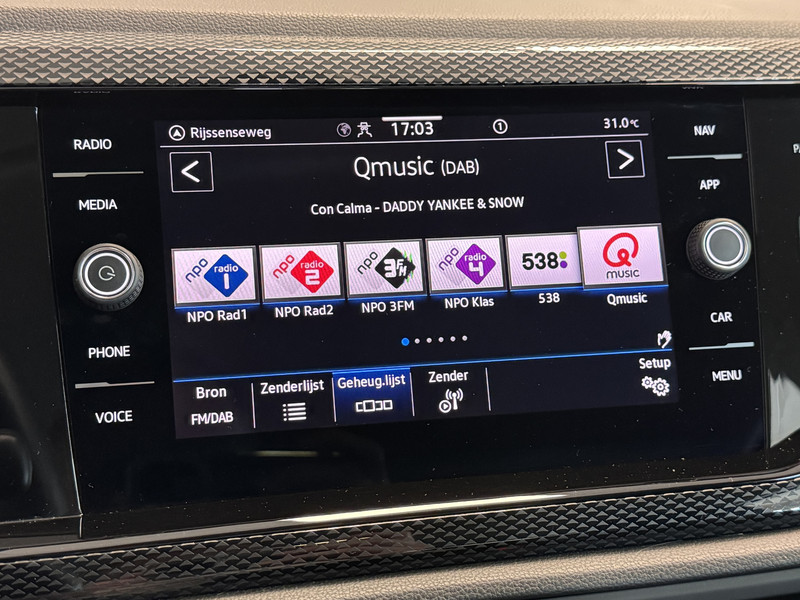 RADIO
MEDIA
PHONE
VOICE
Rijssenseweg
17:03
1
31.0°C
<
Qmusic (DAB)
>
Con Calma - DADDY YANKEE & SNOW
npo radio 1
npo radio 2
npo 3FM
npo radio 4
538
Q MUSIC
NPO Rad1
NPO Rad2
NPO 3FM
NPO Klas
538
Qmusic
Bron
FM/DAB
Zenderlijst
Geheug.lijst
Zender
Setup
NAV
APP
CAR
MENU